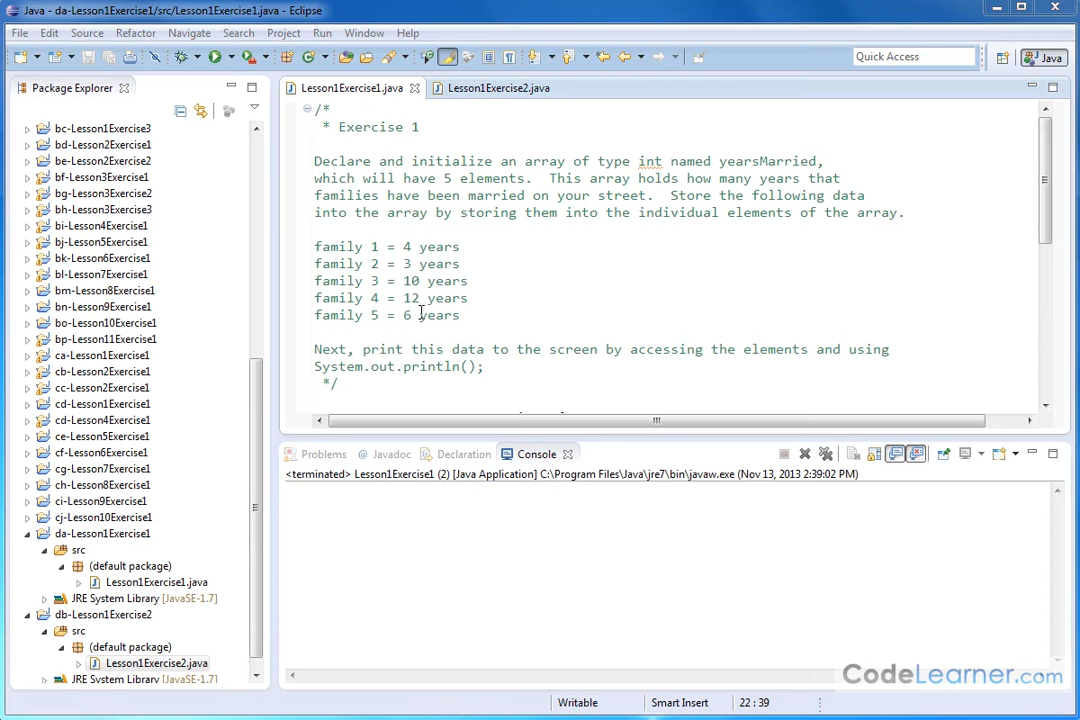 Java - da-Lesson1Exercise1/src/Lesson1Exercise1.java - Eclipse
File Edit Source Refactor Navigate Search Project Run Window Help
Quick Access
Java
Package Explorer
Lesson1Exercise1.java
Lesson1Exercise2.java
bc-Lesson1Exercise3
bd-Lesson2Exercise1
be-Lesson2Exercise2
bf-Lesson3Exercise1
bg-Lesson3Exercise2
bh-Lesson3Exercise3
bi-Lesson4Exercise1
bj-Lesson5Exercise1
bk-Lesson6Exercise1
bl-Lesson7Exercise1
bm-Lesson8Exercise1
bn-Lesson9Exercise1
bo-Lesson10Exercise1
bp-Lesson11Exercise1
ca-Lesson1Exercise1
cb-Lesson2Exercise1
cc-Lesson2Exercise2
cd-Lesson1Exercise1
cd-Lesson4Exercise1
ce-Lesson5Exercise1
cf-Lesson6Exercise1
cg-Lesson7Exercise1
ch-Lesson8Exercise1
ci-Lesson9Exercise1
cj-Lesson10Exercise1
da-Lesson1Exercise1
src
(default package)
Lesson1Exercise1.java
JRE System Library [JavaSE-1.7]
db-Lesson1Exercise2
src
(default package)
Lesson1Exercise2.java
JRE System Library [JavaSE-1.7]
/*
* Exercise 1
Declare and initialize an array of type int named yearsMarried,
which will have 5 elements.  This array holds how many years that
families have been married on your street.  Store the following data
into the array by storing them into the individual elements of the array.
family 1 = 4 years
family 2 = 3 years
family 3 = 10 years
family 4 = 12 years
family 5 = 6 years
Next, print this data to the screen by accessing the elements and using
System.out.println();
*/
Problems
Javadoc
Declaration
Console
<terminated> Lesson1Exercise1 (2) [Java Application] C:\Program Files\Java\jre7\bin\javaw.exe (Nov 13, 2013 2:39:02 PM)
CodeLearner.com
Writable
Smart Insert
22 : 39